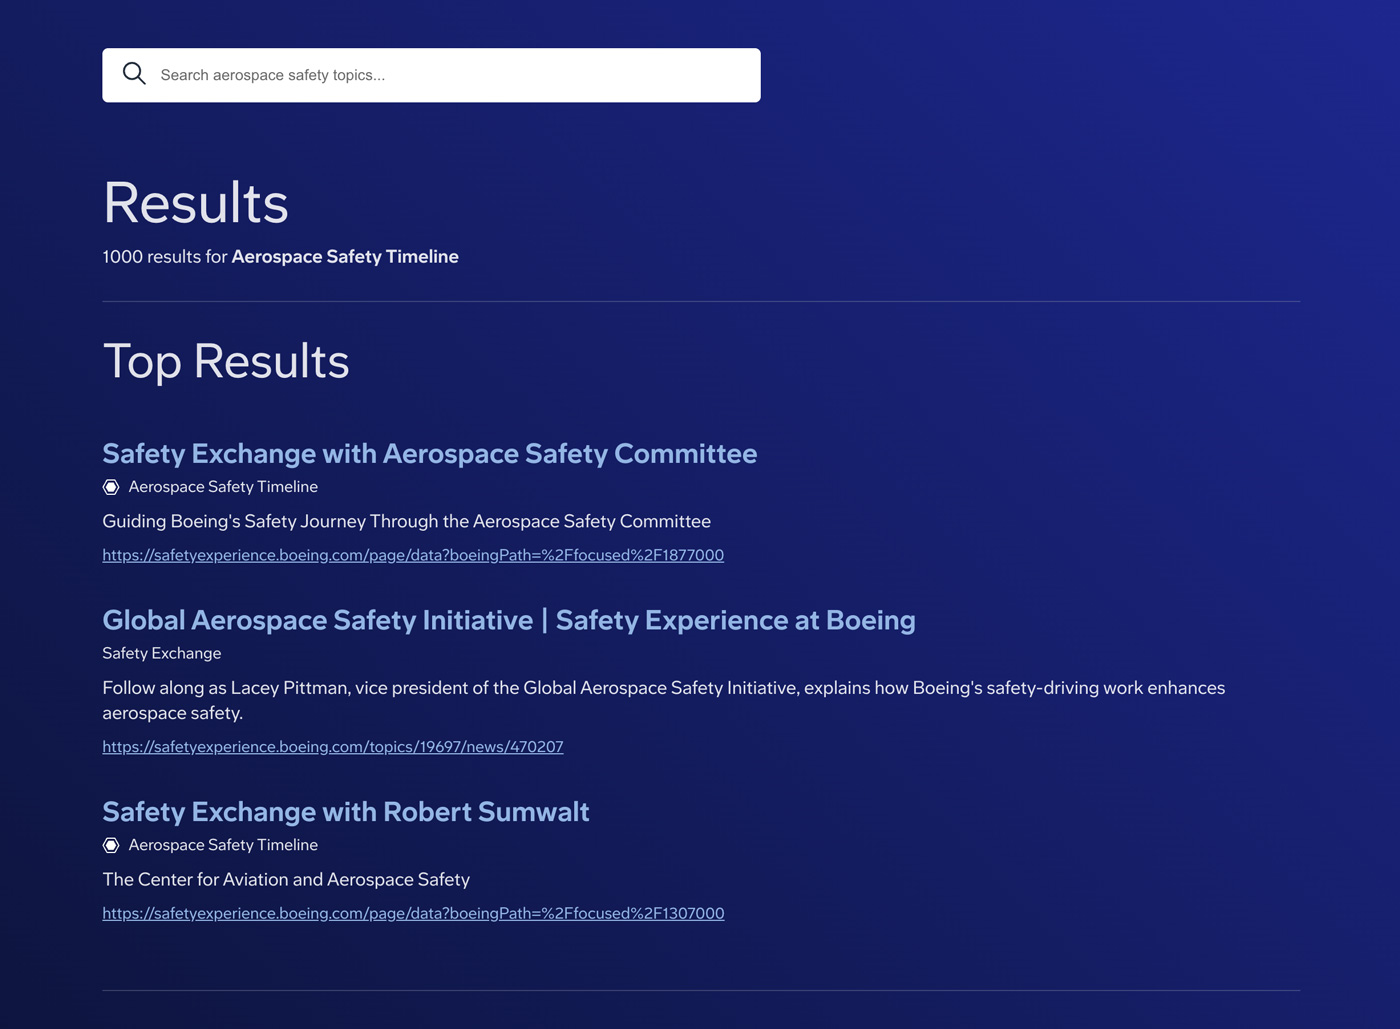 Search aerospace safety topics...
Results
1000 results for Aerospace Safety Timeline
Top Results
Safety Exchange with Aerospace Safety Committee
Aerospace Safety Timeline
Guiding Boeing's Safety Journey Through the Aerospace Safety Committee
https://safetyexperience.boeing.com/page/data?boeingPath=%2Ffocused%2F1877000
Global Aerospace Safety Initiative | Safety Experience at Boeing
Safety Exchange
Follow along as Lacey Pittman, vice president of the Global Aerospace Safety Initiative, explains how Boeing's safety-driving work enhances
aerospace safety.
https://safetyexperience.boeing.com/topics/19697/news/470207
Safety Exchange with Robert Sumwalt
Aerospace Safety Timeline
The Center for Aviation and Aerospace Safety
https://safetyexperience.boeing.com/page/data?boeingPath=%2Ffocused%2F1307000